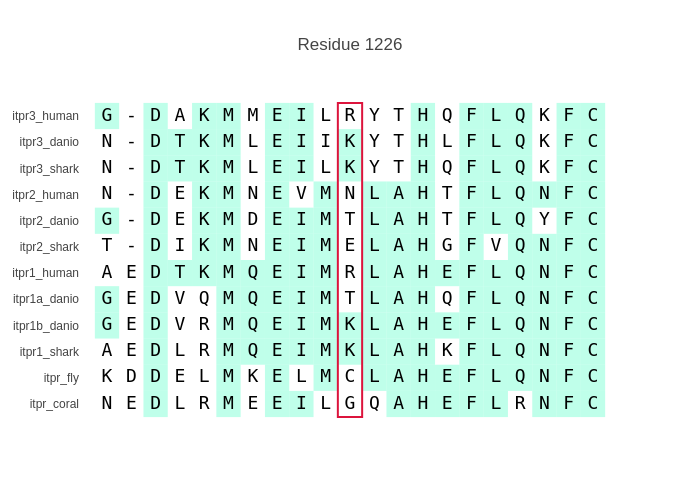 Residue 1226
itpr3_human G - D A K M M E I L R Y T H Q F L Q K F C
itpr3_danio N - D T K M L E I I K Y T H L F L Q K F C
itpr3_shark N - D T K M L E I L K Y T H Q F L Q K F C
itpr2_human N - D E K M N E V M N L A H T F L Q N F C
itpr2_danio G - D E K M D E I M T L A H T F L Q Y F C
itpr2_shark T - D I K M N E I M E L A H G F V Q N F C
itpr1_human A E D T K M Q E I M R L A H E F L Q N F C
itpr1a_danio G E D V Q M Q E I M T L A H Q F L Q N F C
itpr1b_danio G E D V R M Q E I M K L A H E F L Q N F C
itpr1_shark A E D L R M Q E I M K L A H K F L Q N F C
itpr_fly K D D E L M K E L M C L A H E F L Q N F C
itpr_coral N E D L R M E E I L G Q A H E F L R N F C